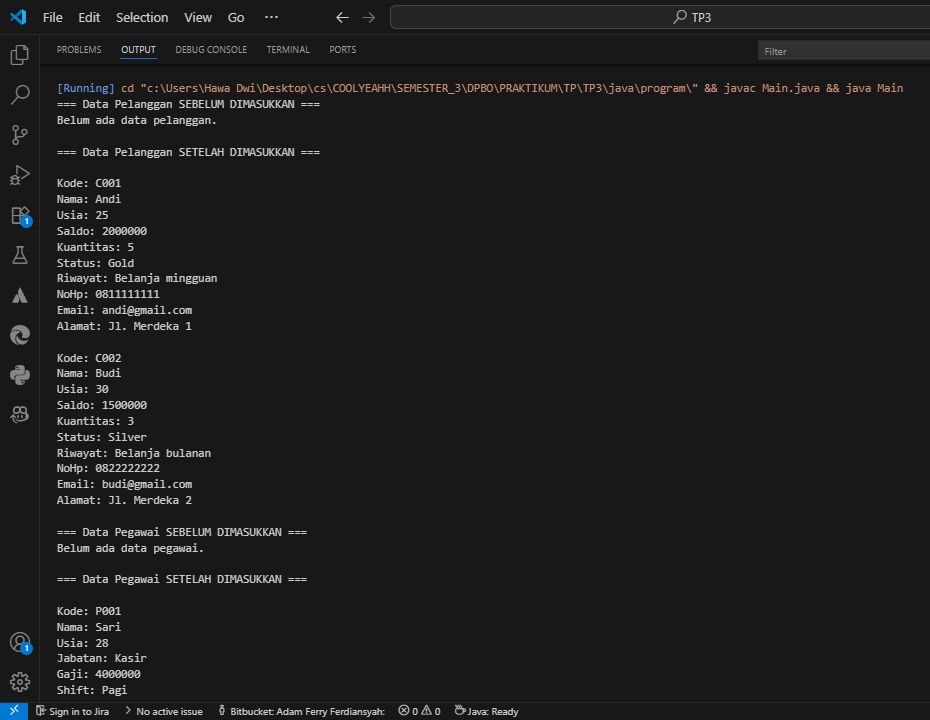 File Edit Selection View Go ··· ← → TP3
PROBLEMS OUTPUT DEBUG CONSOLE TERMINAL PORTS Filter
[Running] cd "c:\Users\Hawa Dwi\Desktop\cs\COOLYEAHH\SEMESTER_3\DPBO\PRAKTIKUM\TP\TP3\java\program\" && javac Main.java && java Main
=== Data Pelanggan SEBELUM DIMASUKKAN ===
Belum ada data pelanggan.
=== Data Pelanggan SETELAH DIMASUKKAN ===
Kode: C001
Nama: Andi
Usia: 25
Saldo: 2000000
Kuantitas: 5
Status: Gold
Riwayat: Belanja mingguan
NoHp: 0811111111
Email: andi@gmail.com
Alamat: Jl. Merdeka 1
Kode: C002
Nama: Budi
Usia: 30
Saldo: 1500000
Kuantitas: 3
Status: Silver
Riwayat: Belanja bulanan
NoHp: 0822222222
Email: budi@gmail.com
Alamat: Jl. Merdeka 2
=== Data Pegawai SEBELUM DIMASUKKAN ===
Belum ada data pegawai.
=== Data Pegawai SETELAH DIMASUKKAN ===
Kode: P001
Nama: Sari
Usia: 28
Jabatan: Kasir
Gaji: 4000000
Shift: Pagi
1
1
Sign in to Jira > No active issue Bitbucket: Adam Ferry Ferdiansyah: 0 0 Java: Ready